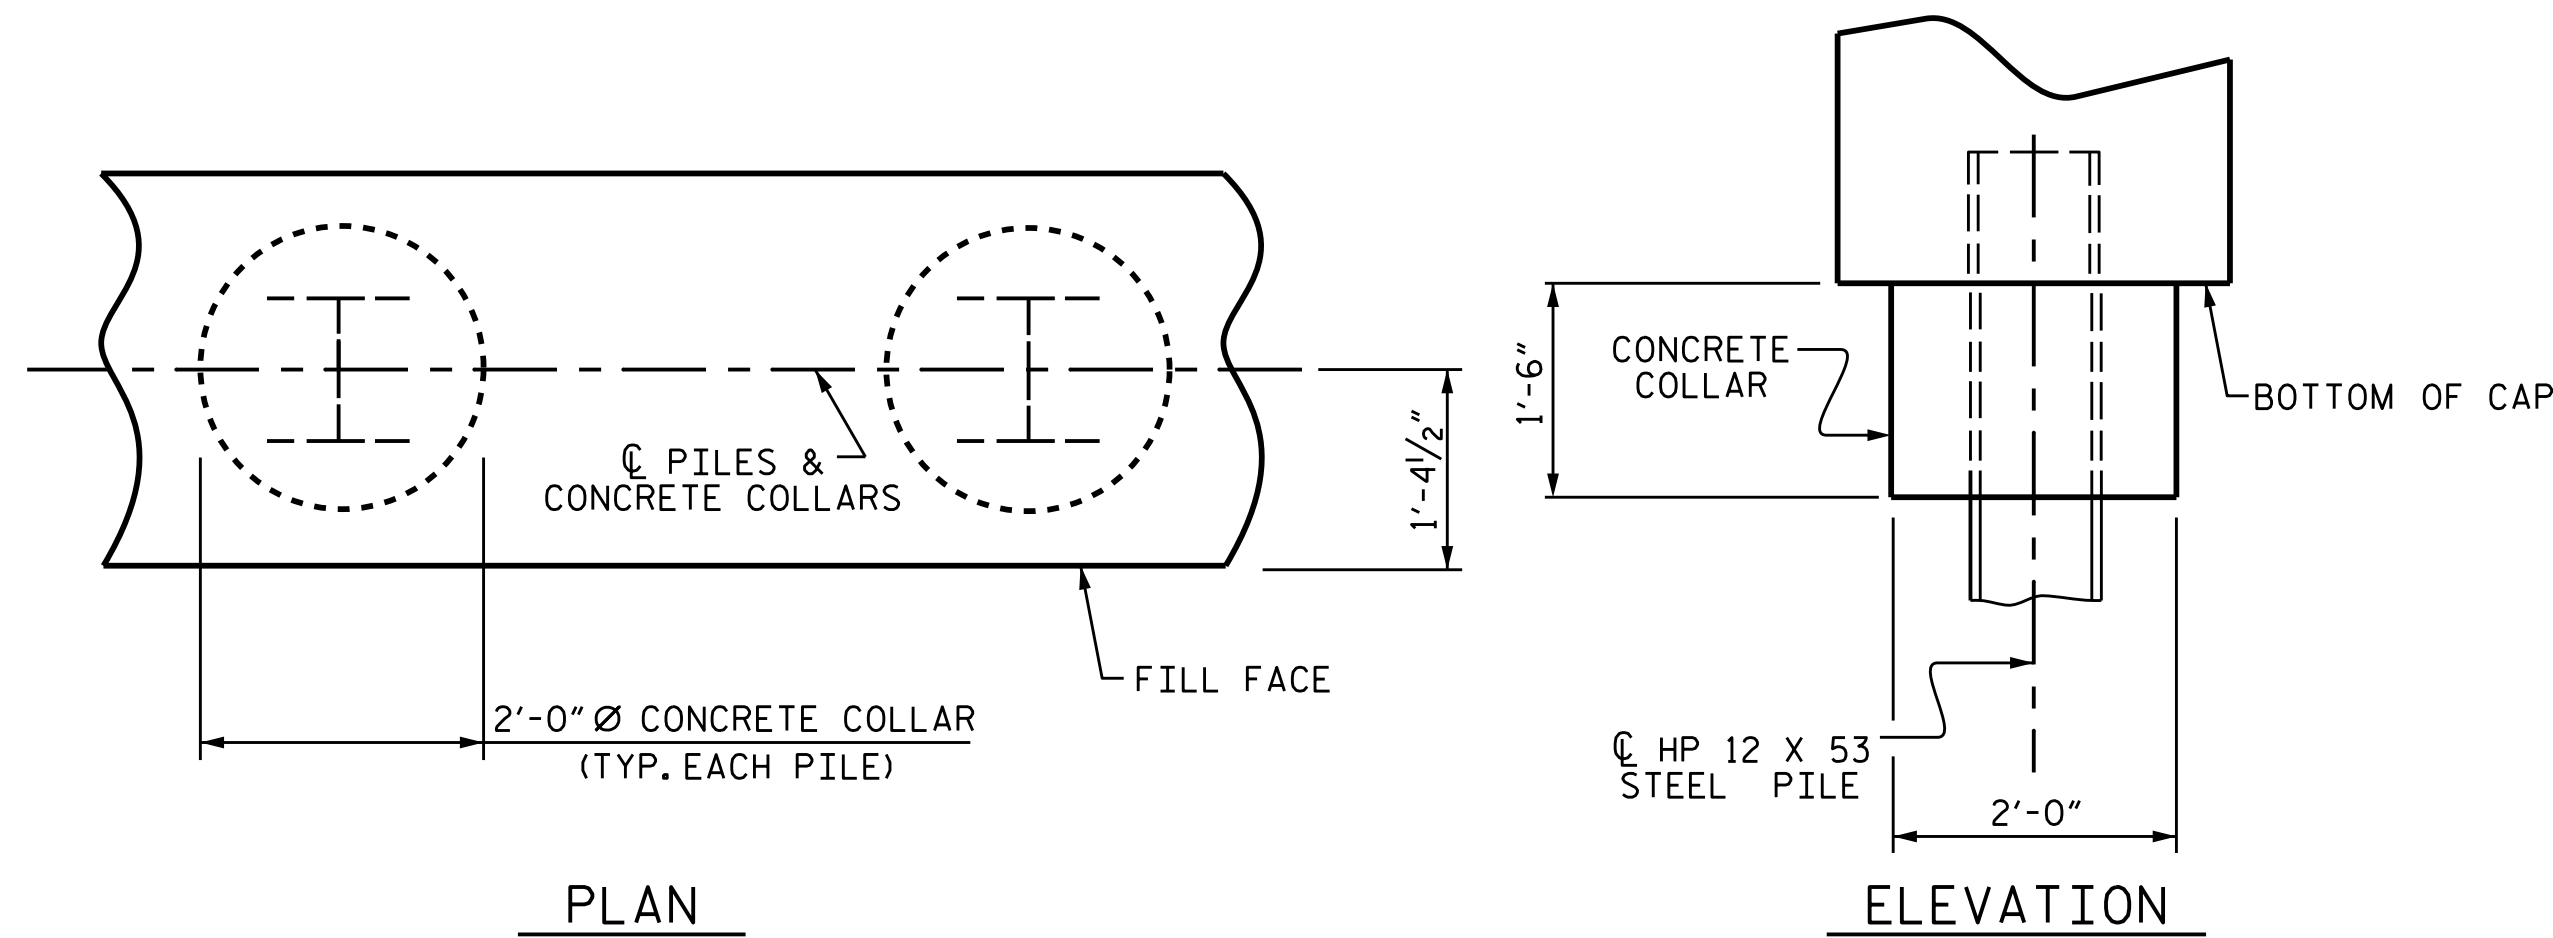 ℄ PILES &
CONCRETE COLLARS
1'-4½"
FILL FACE
2'-0" Ø CONCRETE COLLAR
(TYP. EACH PILE)
PLAN
1'-6"
CONCRETE
COLLAR
BOTTOM OF CAP
℄ HP 12 X 53
STEEL PILE
2'-0"
ELEVATION